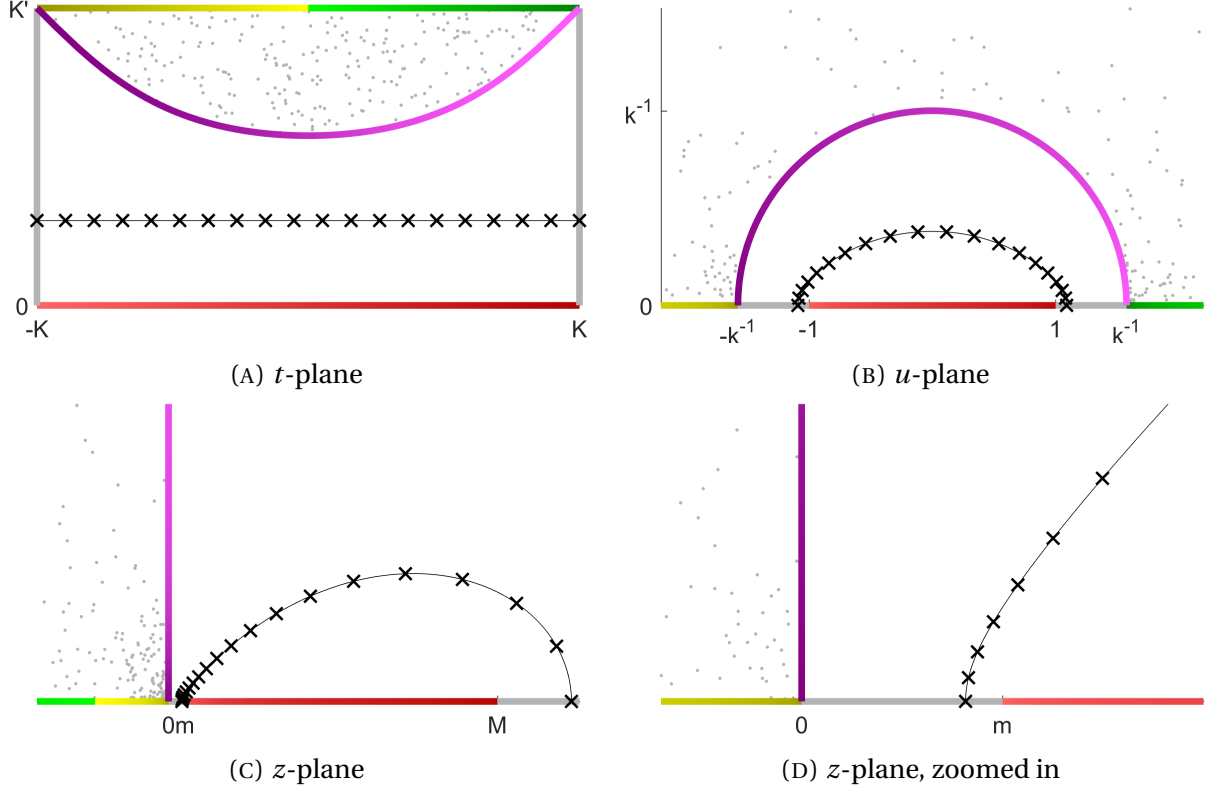 K'
0
-K
K
(A) t-plane
k⁻¹
0
-k⁻¹
-1
1
k⁻¹
(B) u-plane
0m
M
(C) z-plane
0
m
(D) z-plane, zoomed in